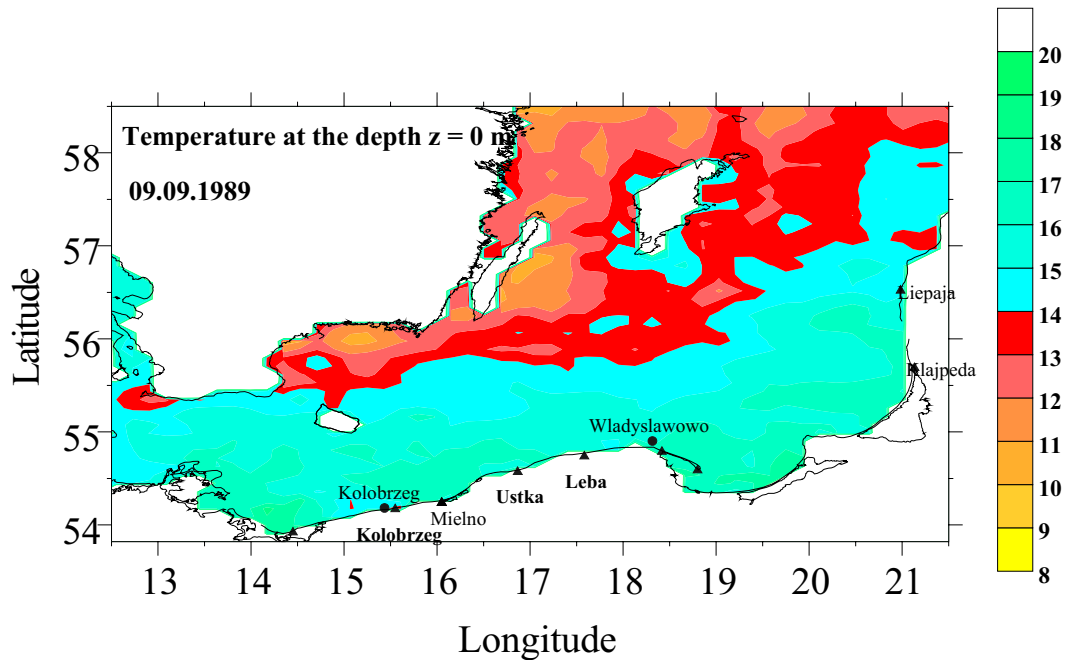 Temperature at the depth z = 0 m
09.09.1989
58
57
56
55
54
Latitude
Liepaja
Klajpeda
Wladyslawowo
Kolobrzeg
Leba
Ustka
Mielno
Kolobrzeg
13 14 15 16 17 18 19 20 21
Longitude
20
19
18
17
16
15
14
13
12
11
10
9
8